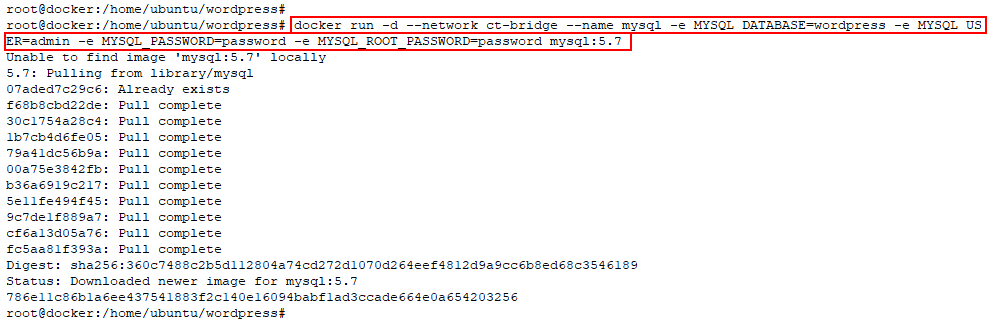 root@docker:/home/ubuntu/wordpress#
root@docker:/home/ubuntu/wordpress# docker run -d --network ct-bridge --name mysql -e MYSQL_DATABASE=wordpress -e MYSQL_US
ER=admin -e MYSQL_PASSWORD=password -e MYSQL_ROOT_PASSWORD=password mysql:5.7
Unable to find image 'mysql:5.7' locally
5.7: Pulling from library/mysql
07aded7c29c6: Already exists
f68b8cbd22de: Pull complete
30c1754a28c4: Pull complete
1b7cb4d6fe05: Pull complete
79a41dc56b9a: Pull complete
00a75e3842fb: Pull complete
b36a6919c217: Pull complete
5e11fe494f45: Pull complete
9c7de1f889a7: Pull complete
cf6a13d05a76: Pull complete
fc5aa81f393a: Pull complete
Digest: sha256:360c7488c2b5d112804a74cd272d1070d264eef4812d9a9cc6b8ed68c3546189
Status: Downloaded newer image for mysql:5.7
786e11c86b1a6ee437541883f2c140e16094babf1ad3ccade664e0a654203256
root@docker:/home/ubuntu/wordpress#